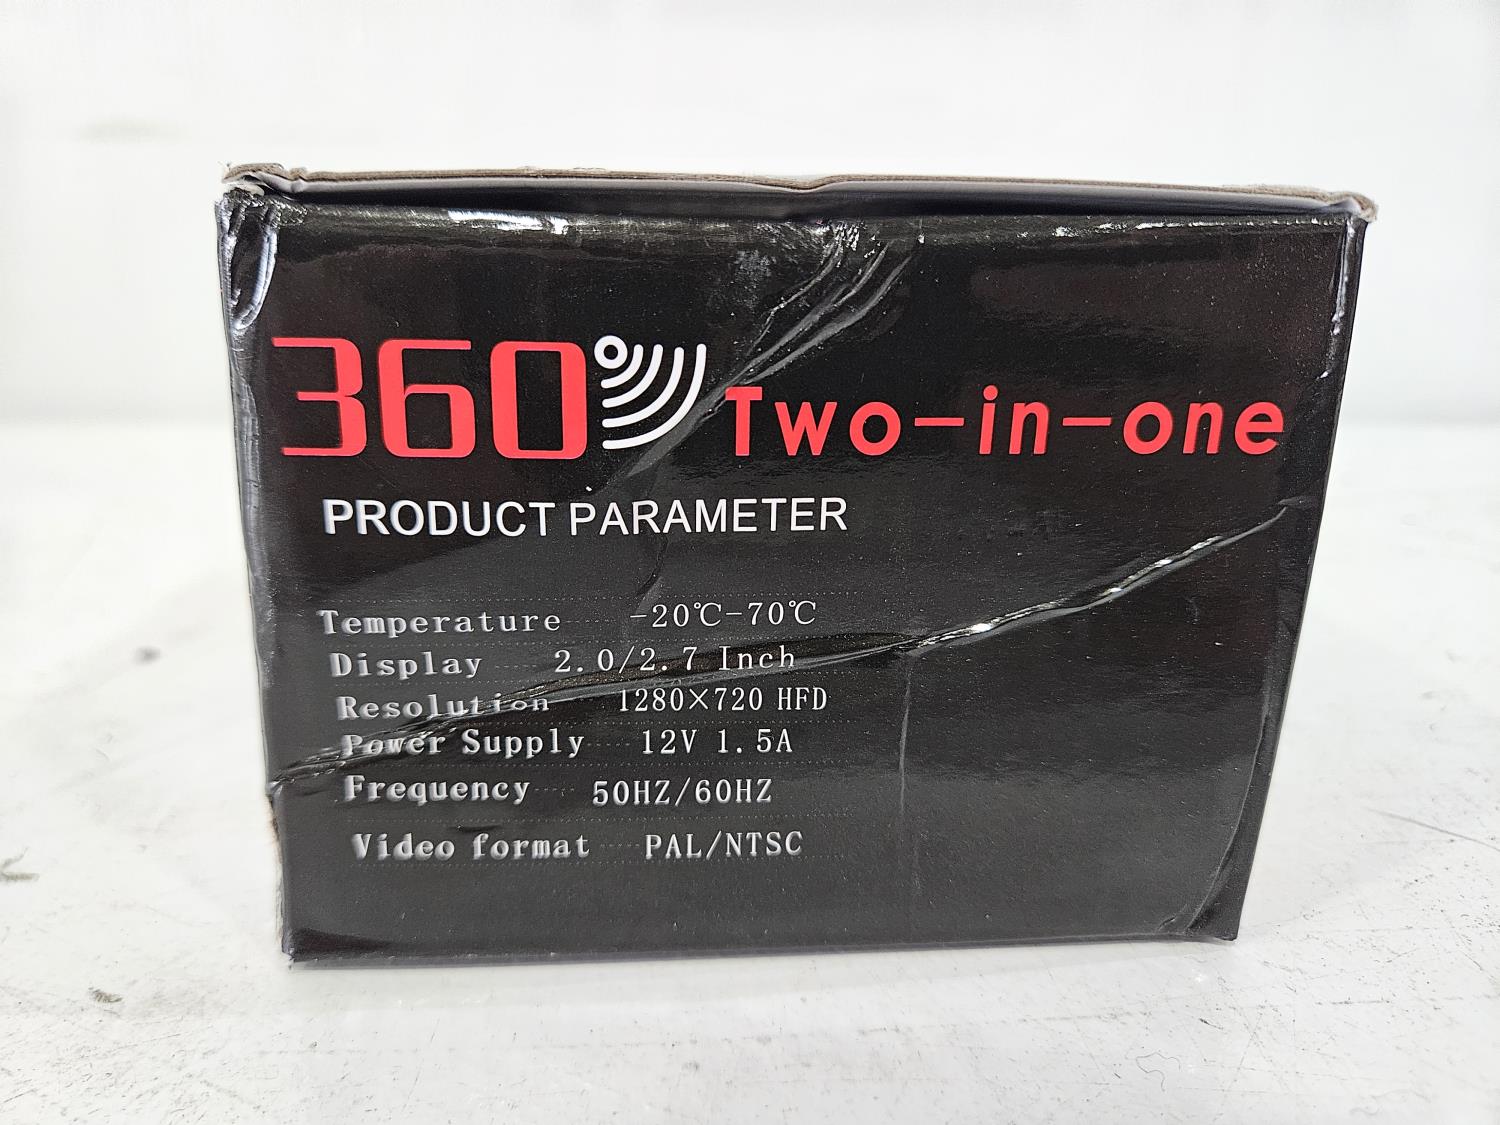 360 Two-in-one
PRODUCT PARAMETER
Temperature -20℃-70℃
Display 2.0/2.7 Inch
Resolution 1280×720 HFD
Power Supply 12V 1.5A
Frequency 50HZ/60HZ
Video format PAL/NTSC